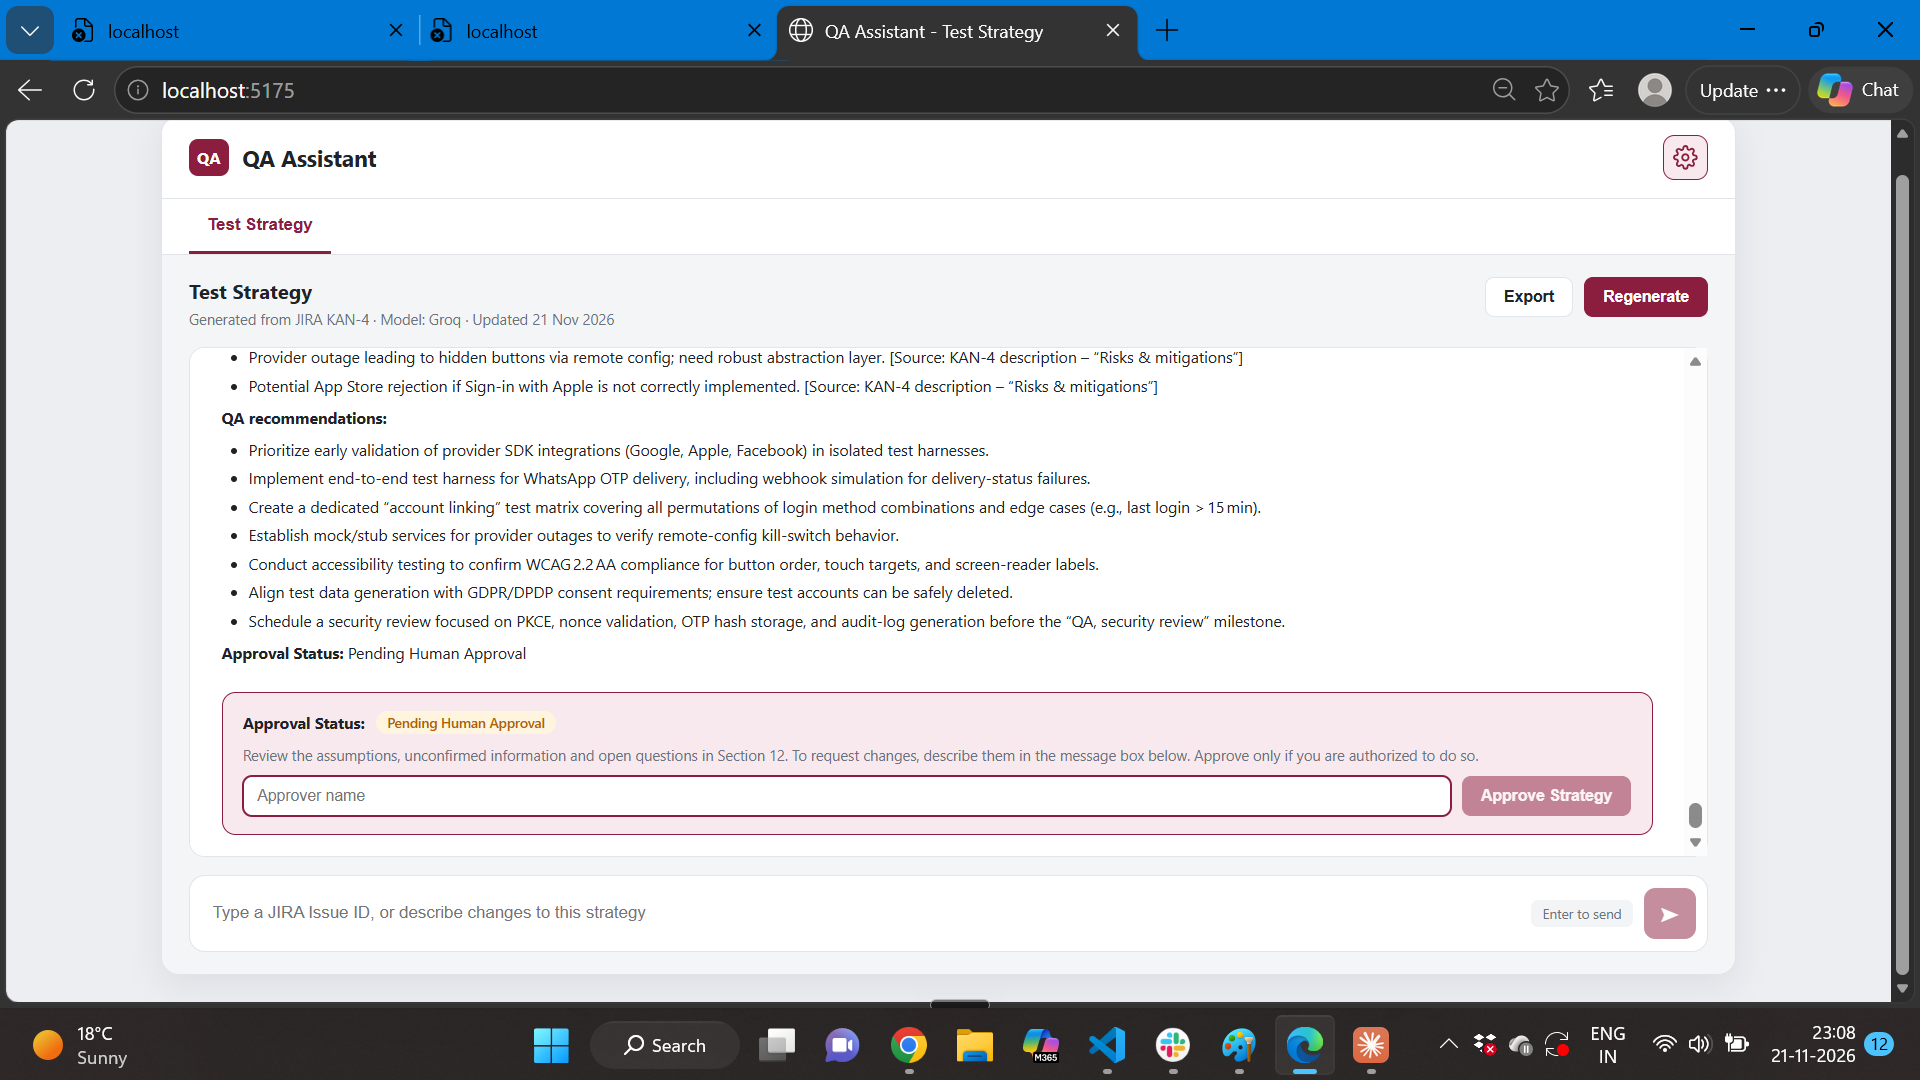 localhost
localhost
QA Assistant - Test Strategy
localhost:5175
Update
Chat
QA
QA Assistant
Test Strategy
Test Strategy
Export
Regenerate
Generated from JIRA KAN-4 · Model: Groq · Updated 21 Nov 2026
• Provider outage leading to hidden buttons via remote config; need robust abstraction layer. [Source: KAN-4 description – “Risks & mitigations”]
• Potential App Store rejection if Sign-in with Apple is not correctly implemented. [Source: KAN-4 description – “Risks & mitigations”]
QA recommendations:
• Prioritize early validation of provider SDK integrations (Google, Apple, Facebook) in isolated test harnesses.
• Implement end-to-end test harness for WhatsApp OTP delivery, including webhook simulation for delivery-status failures.
• Create a dedicated “account linking” test matrix covering all permutations of login method combinations and edge cases (e.g., last login > 15 min).
• Establish mock/stub services for provider outages to verify remote-config kill-switch behavior.
• Conduct accessibility testing to confirm WCAG 2.2 AA compliance for button order, touch targets, and screen-reader labels.
• Align test data generation with GDPR/DPDP consent requirements; ensure test accounts can be safely deleted.
• Schedule a security review focused on PKCE, nonce validation, OTP hash storage, and audit-log generation before the “QA, security review” milestone.
Approval Status: Pending Human Approval
Approval Status: Pending Human Approval
Review the assumptions, unconfirmed information and open questions in Section 12. To request changes, describe them in the message box below. Approve only if you are authorized to do so.
Approver name
Approve Strategy
Type a JIRA Issue ID, or describe changes to this strategy
Enter to send
18°C
Sunny
Search
M365
ENG
IN
23:08
21-11-2026
12